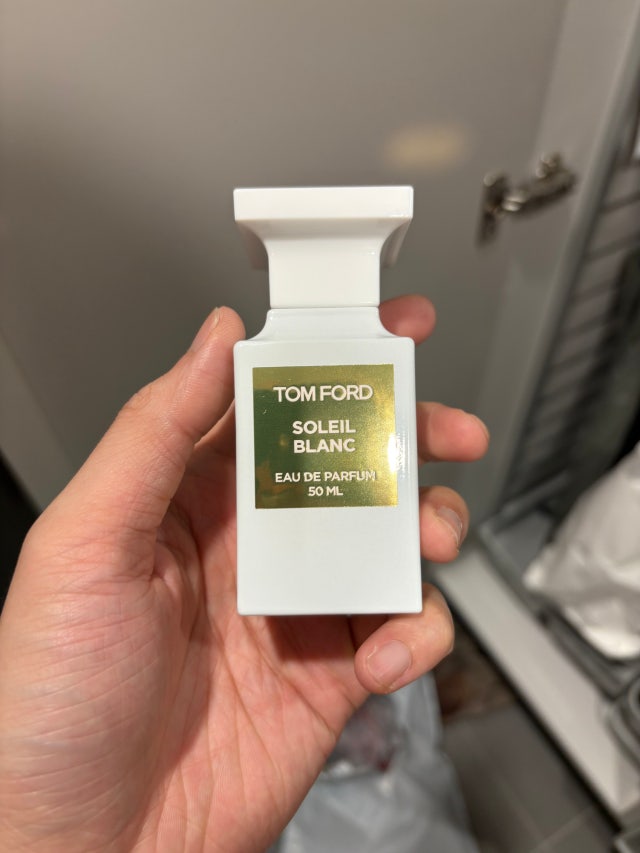 TOM FORD
SOLEIL
BLANC
EAU DE PARFUM
50 ML